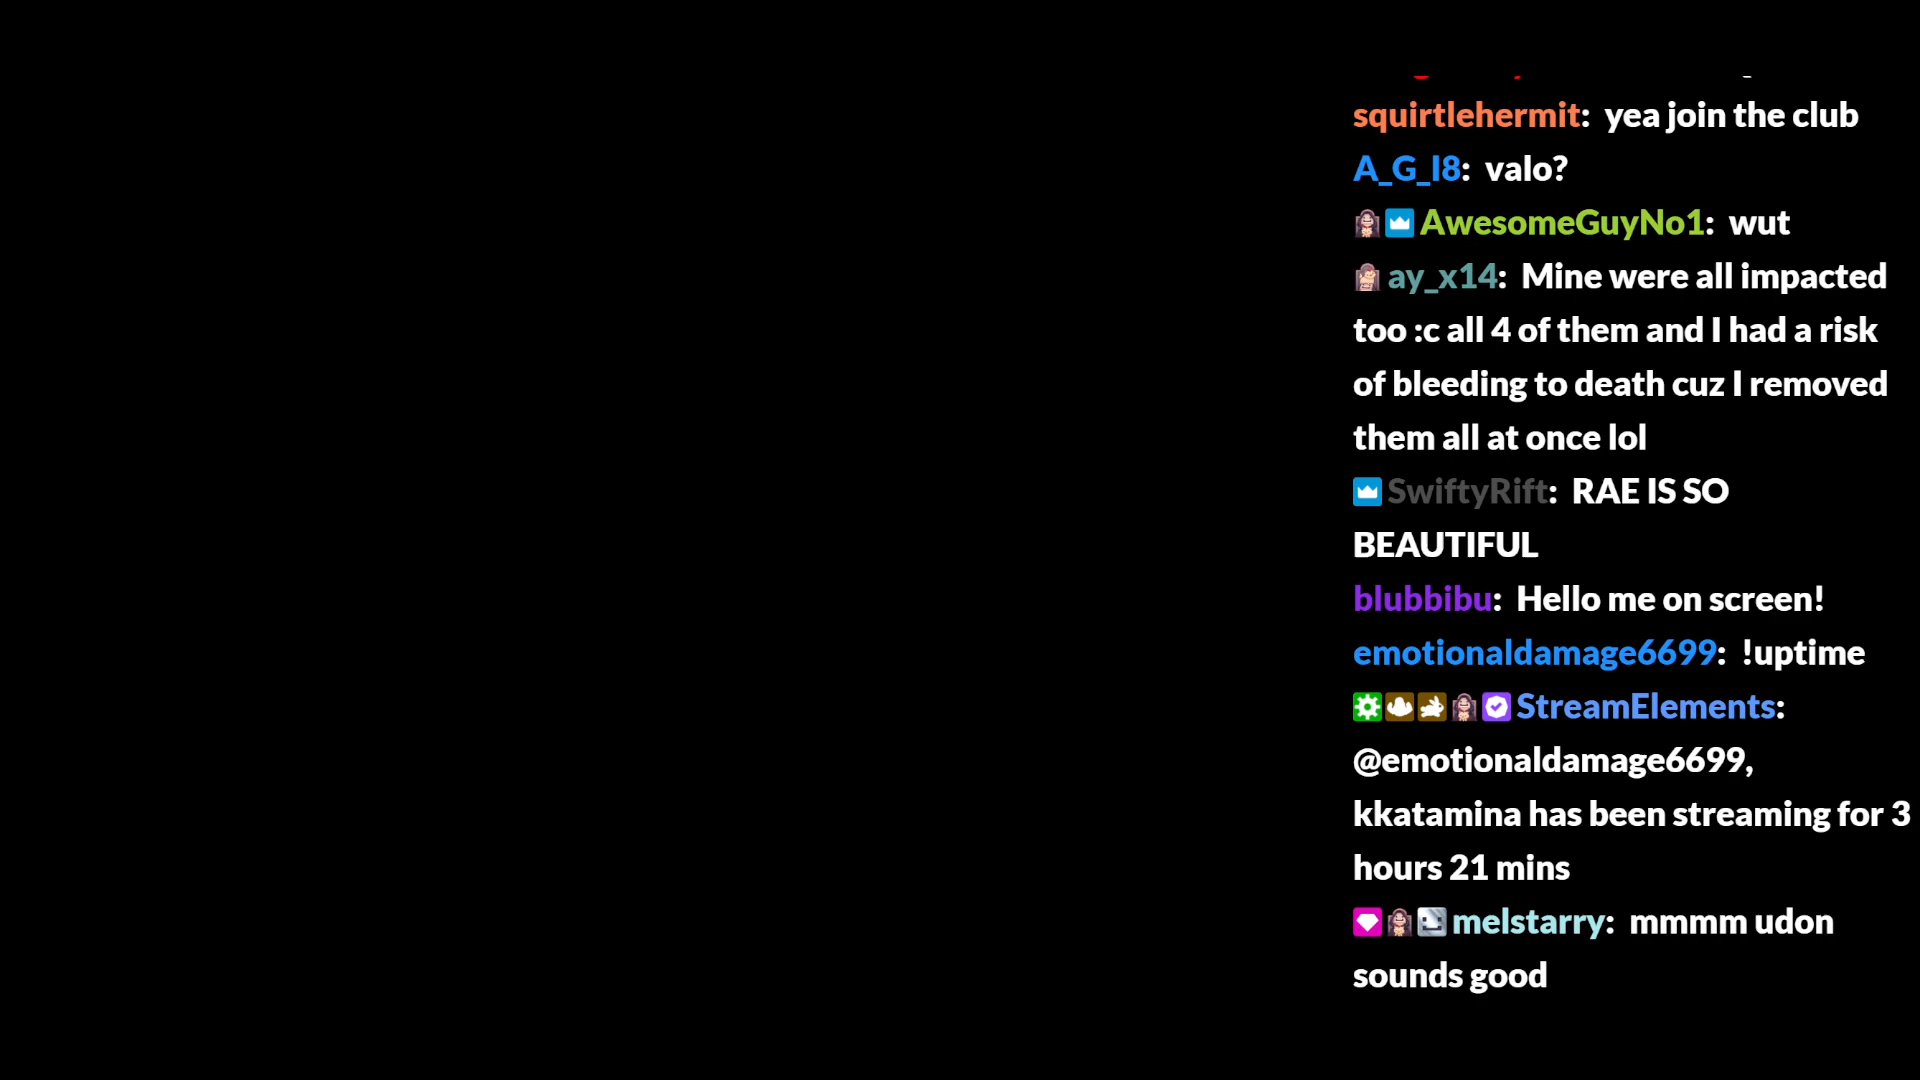 squirtlehermit: yea join the club
A_G_I8: valo?
AwesomeGuyNo1: wut
ay_x14: Mine were all impacted
too :c all 4 of them and I had a risk
of bleeding to death cuz I removed
them all at once lol
SwiftyRift: RAE IS SO
BEAUTIFUL
blubbibu: Hello me on screen!
emotionaldamage6699: !uptime
StreamElements:
@emotionaldamage6699,
kkatamina has been streaming for 3
hours 21 mins
melstarry: mmmm udon
sounds good